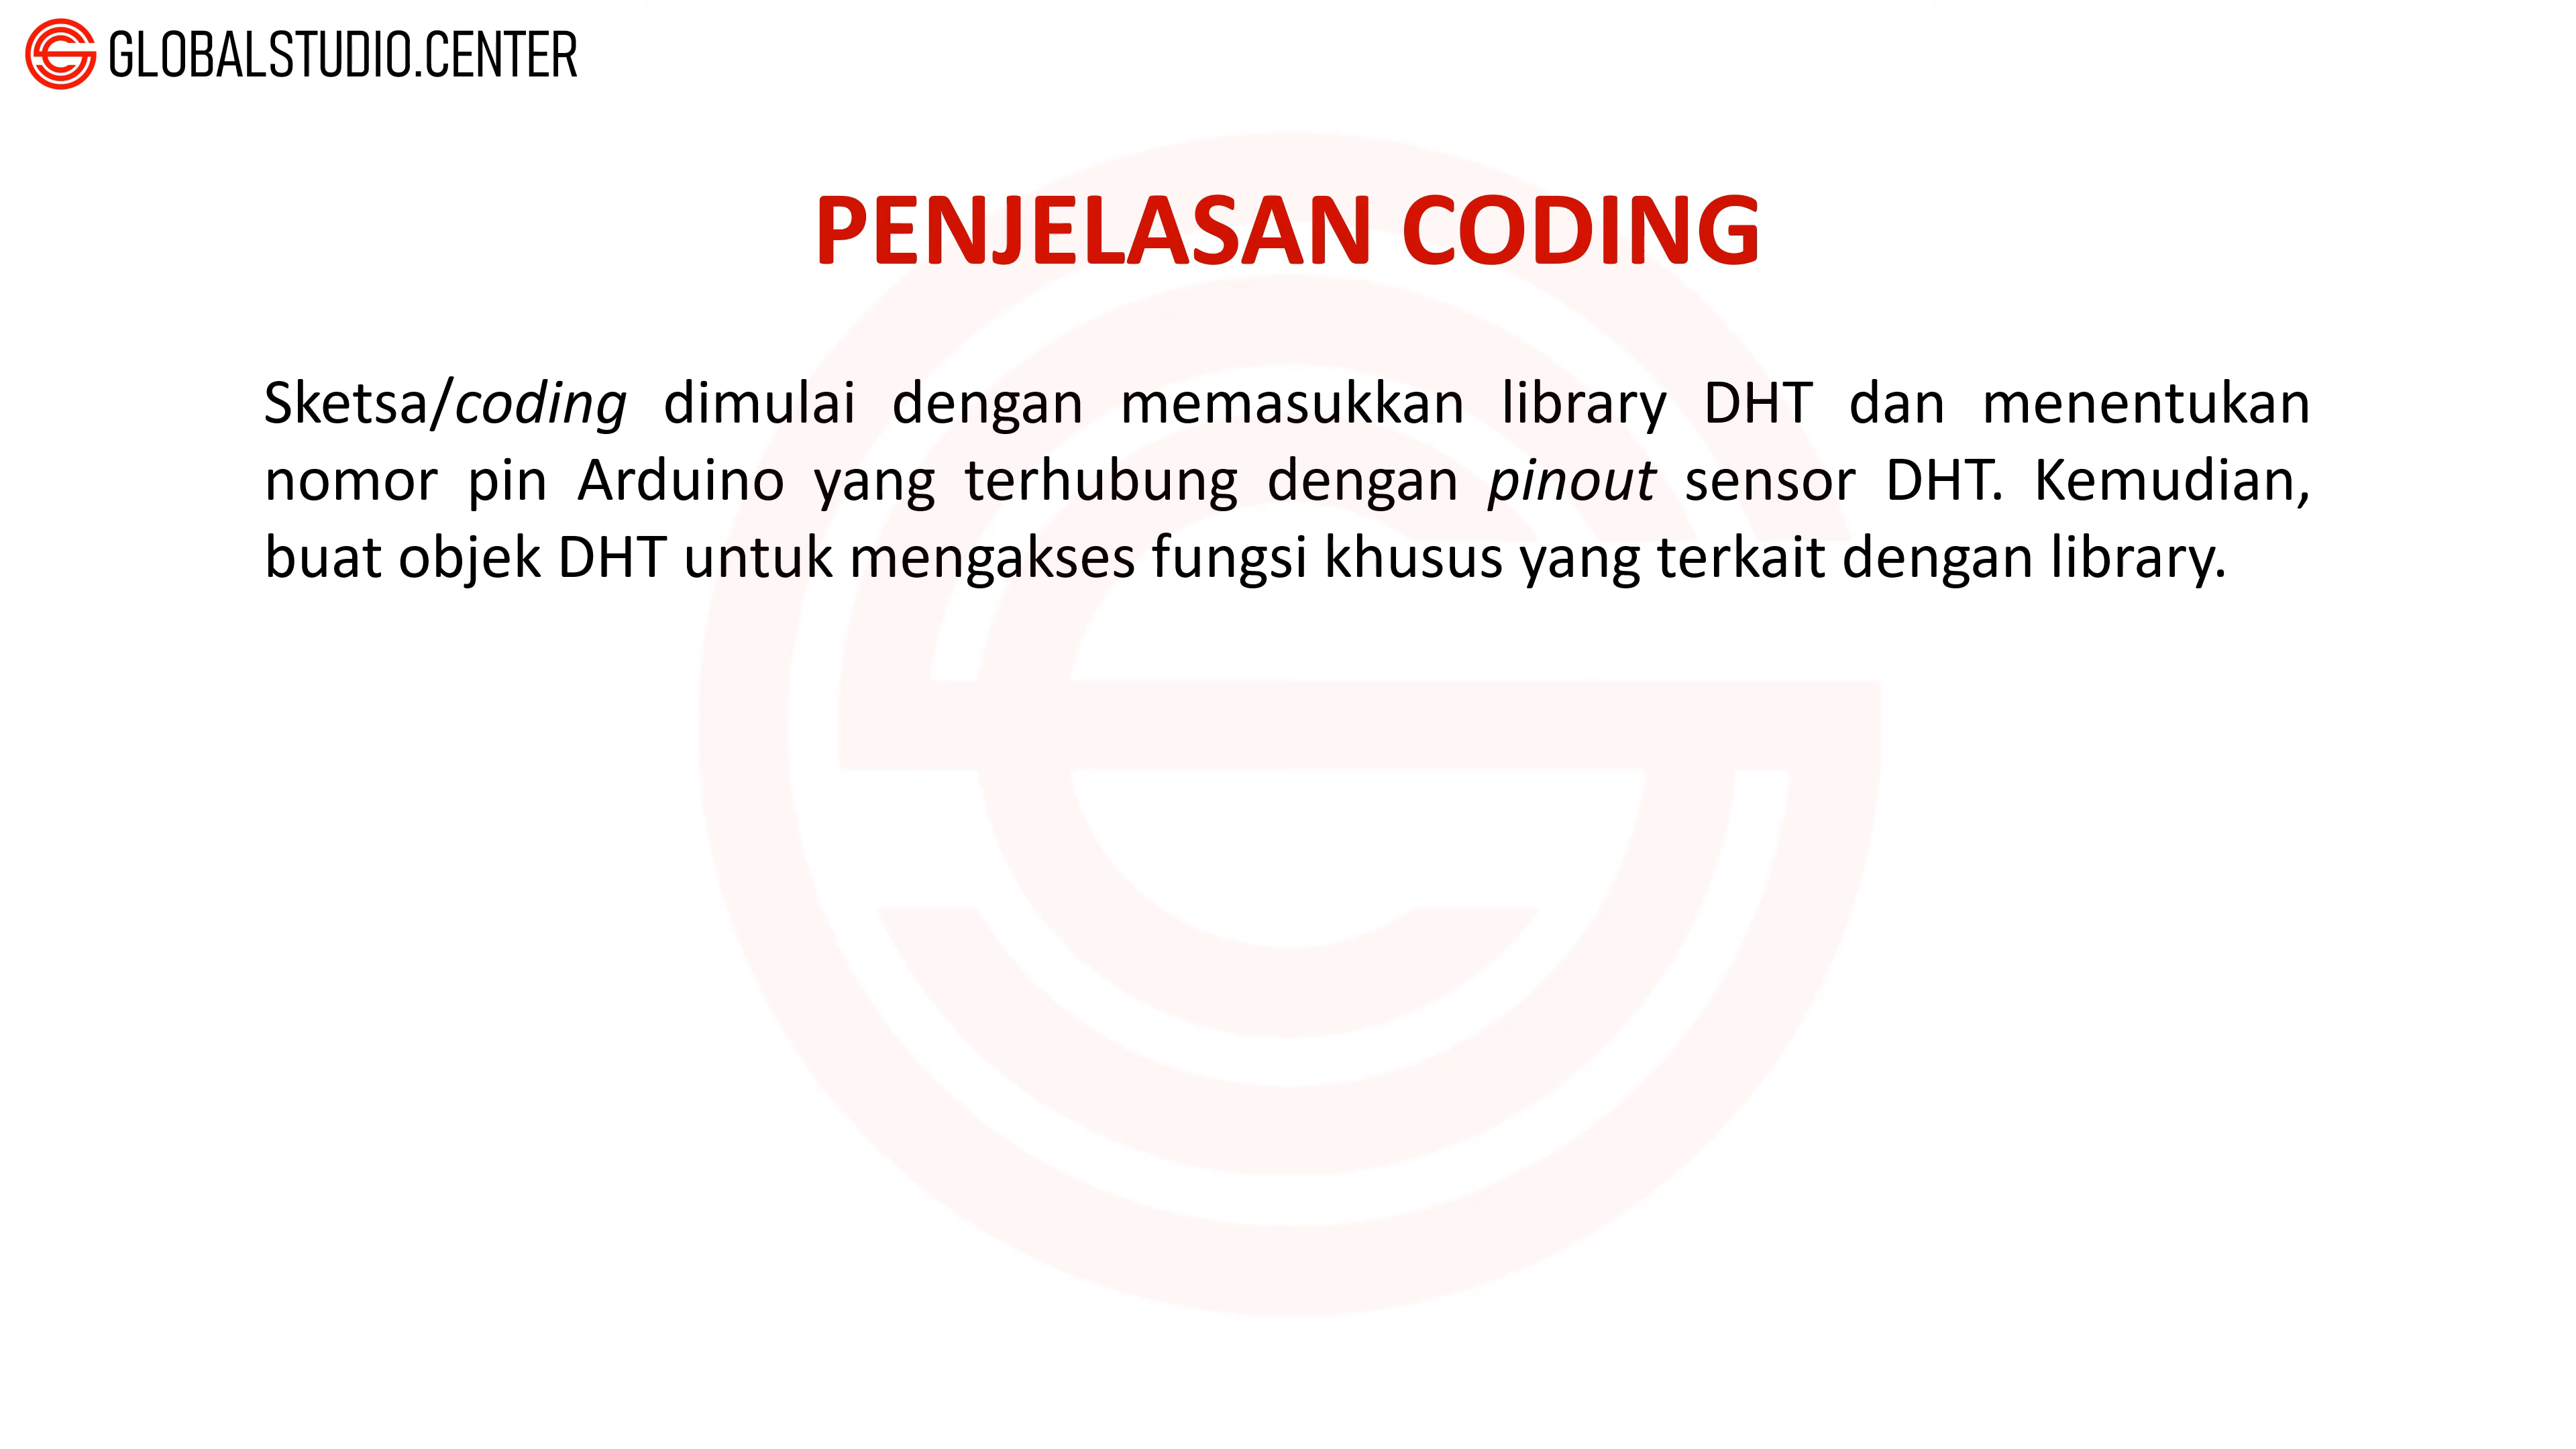 GLOBALSTUDIO.CENTER
PENJELASAN CODING
Sketsa/coding dimulai dengan memasukkan library DHT dan menentukan
nomor pin Arduino yang terhubung dengan pinout sensor DHT. Kemudian,
buat objek DHT untuk mengakses fungsi khusus yang terkait dengan library.